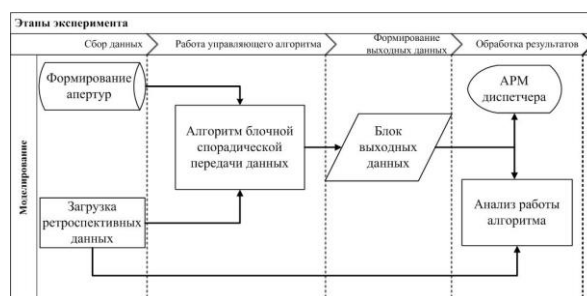 Этапы эксперимента
Сбор данных
Работа управляющего алгоритма
Формирование
выходных данных
Обработка результатов
Моделирование
Формирование
апертур
Алгоритм блочной
спорадической
передачи данных
Блок
выходных
данных
АРМ
диспетчера
Загрузка
ретроспективных
данных
Анализ работы
алгоритма